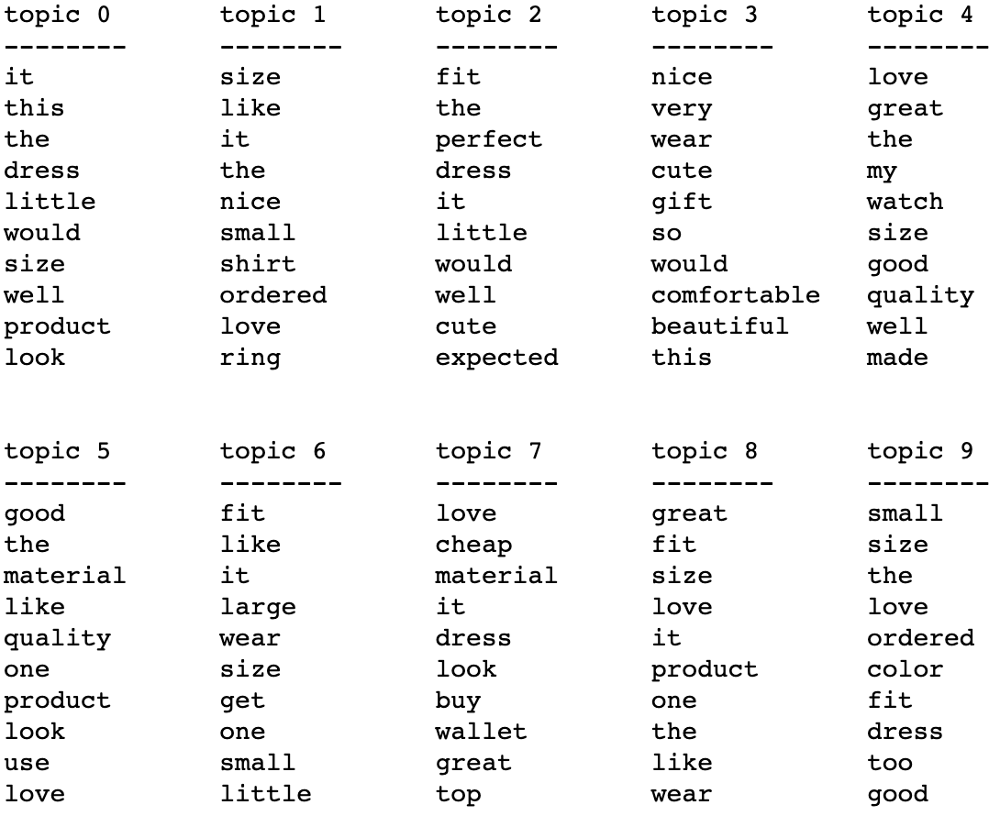 topic 0 topic 1 topic 2 topic 3 topic 4
-------- -------- -------- -------- --------
it size fit nice love
this like the very great
the it perfect wear the
dress the dress cute my
little nice it gift watch
would small little so size
size shirt would would good
well ordered well comfortable quality
product love cute beautiful well
look ring expected this made
topic 5 topic 6 topic 7 topic 8 topic 9
-------- -------- -------- -------- --------
good fit love great small
the like cheap fit size
material it material size the
like large it love love
quality wear dress it ordered
one size look product color
product get buy one fit
look one wallet the dress
use small great like too
love little top wear good